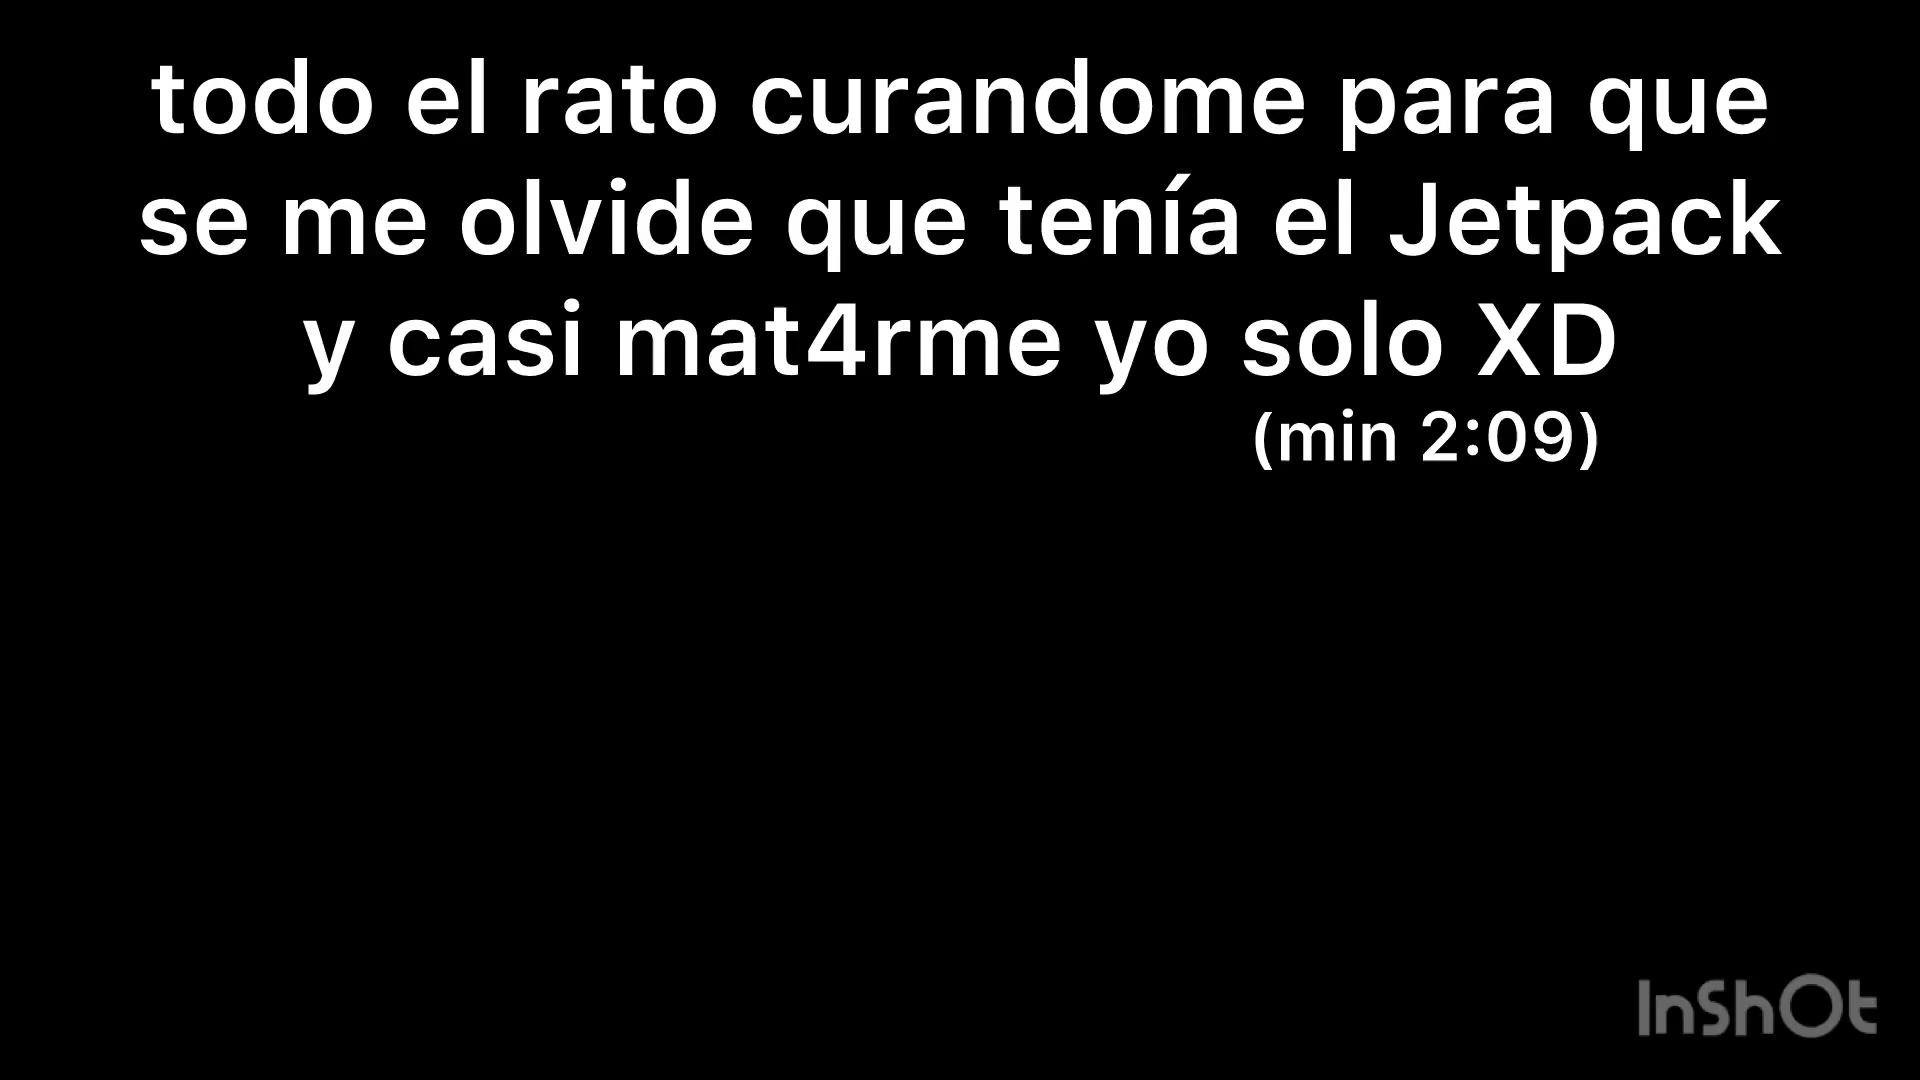 todo el rato curandome para que
se me olvide que tenía el Jetpack
y casi mat4rme yo solo XD
(min 2:09)
InShOt